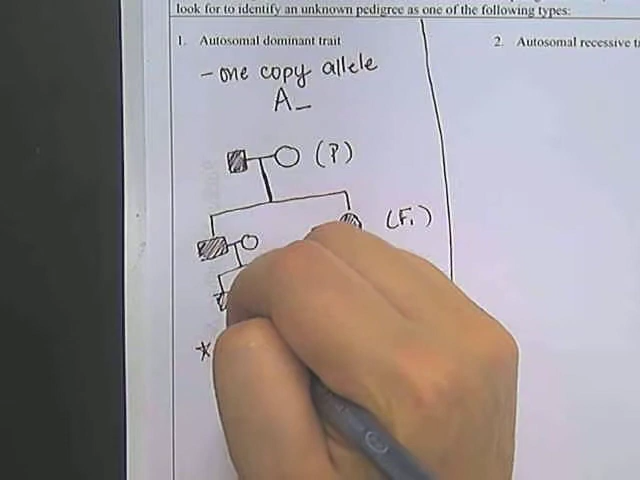 look for to identify an unknown pedigree as one of the following types:
1. Autosomal dominant trait
2. Autosomal recessive
- one copy allele
A_
(P)
(F₁)
*